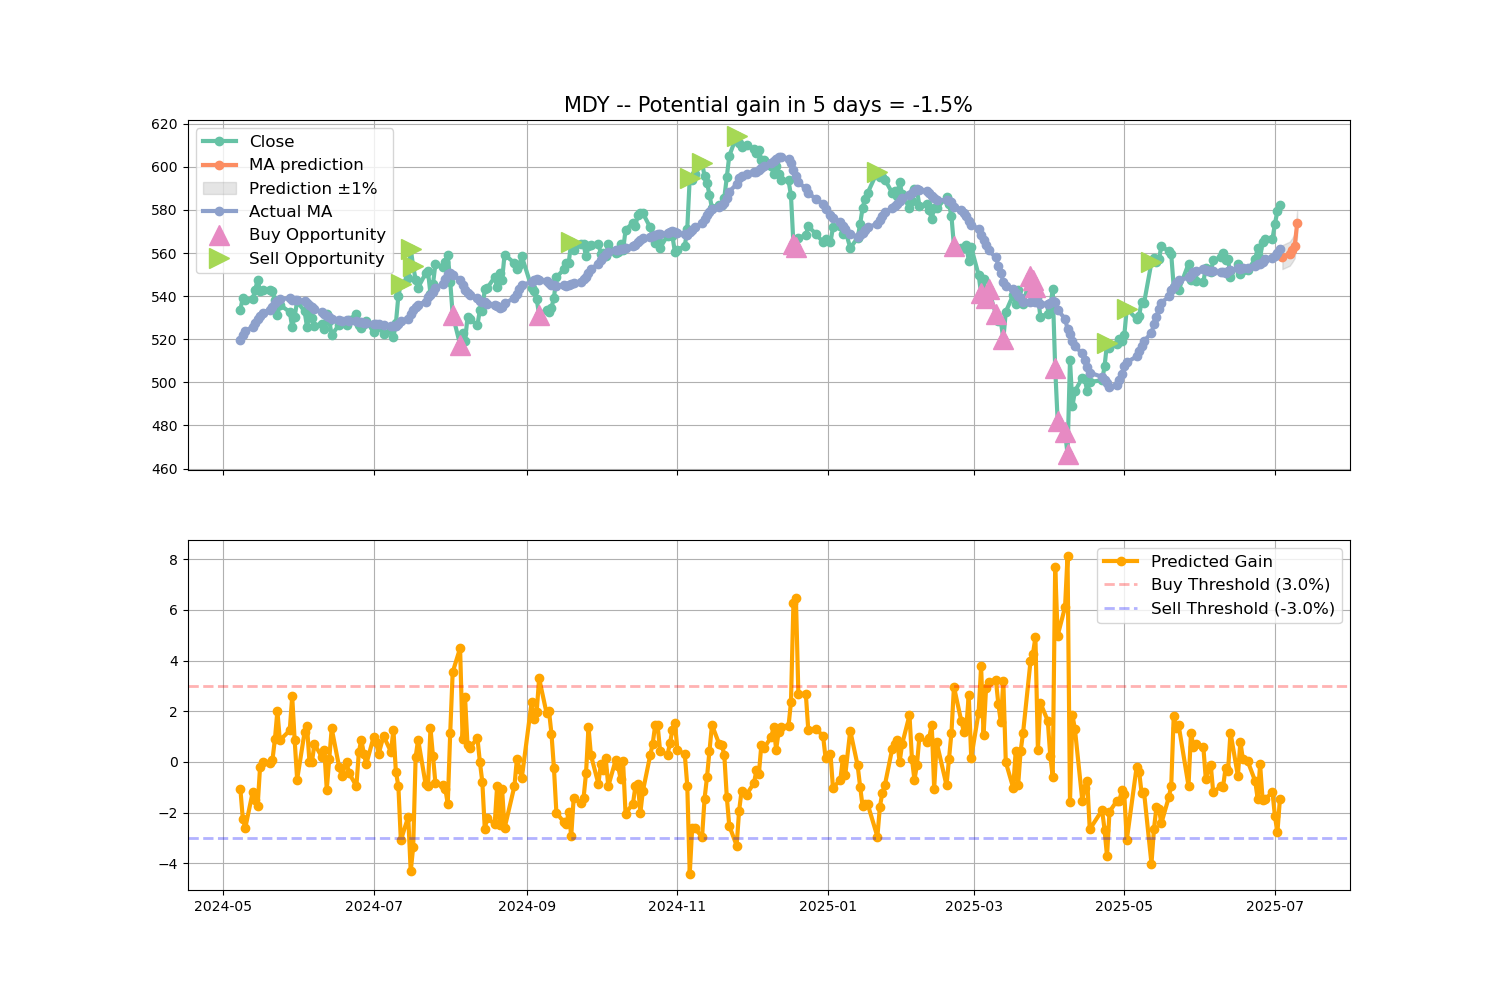 MDY -- Potential gain in 5 days = -1.5%
620
600
580
560
540
520
500
480
460
Close
MA prediction
Prediction ±1%
Actual MA
Buy Opportunity
Sell Opportunity
8
6
4
2
0
−2
−4
Predicted Gain
Buy Threshold (3.0%)
Sell Threshold (-3.0%)
2024-05 2024-07 2024-09 2024-11 2025-01 2025-03 2025-05 2025-07